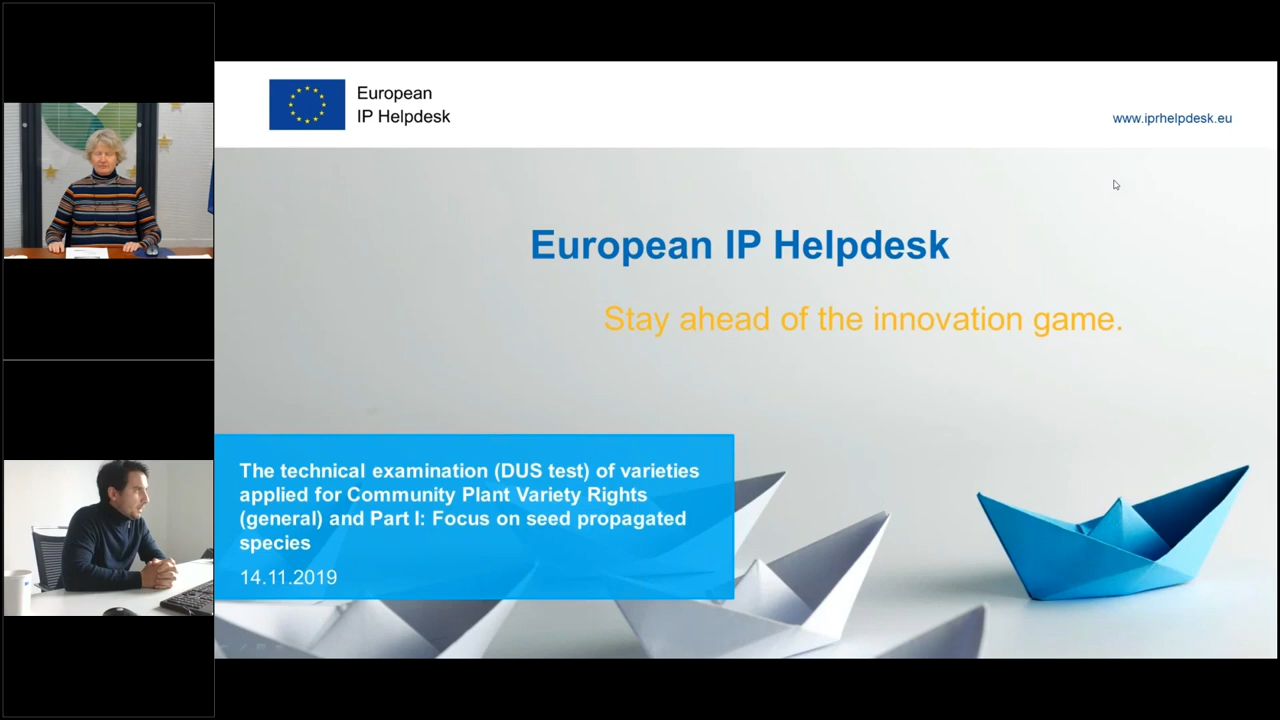 European
IP Helpdesk
www.iprhelpdesk.eu
European IP Helpdesk
Stay ahead of the innovation game.
The technical examination (DUS test) of varieties
applied for Community Plant Variety Rights
(general) and Part I: Focus on seed propagated
species
14.11.2019